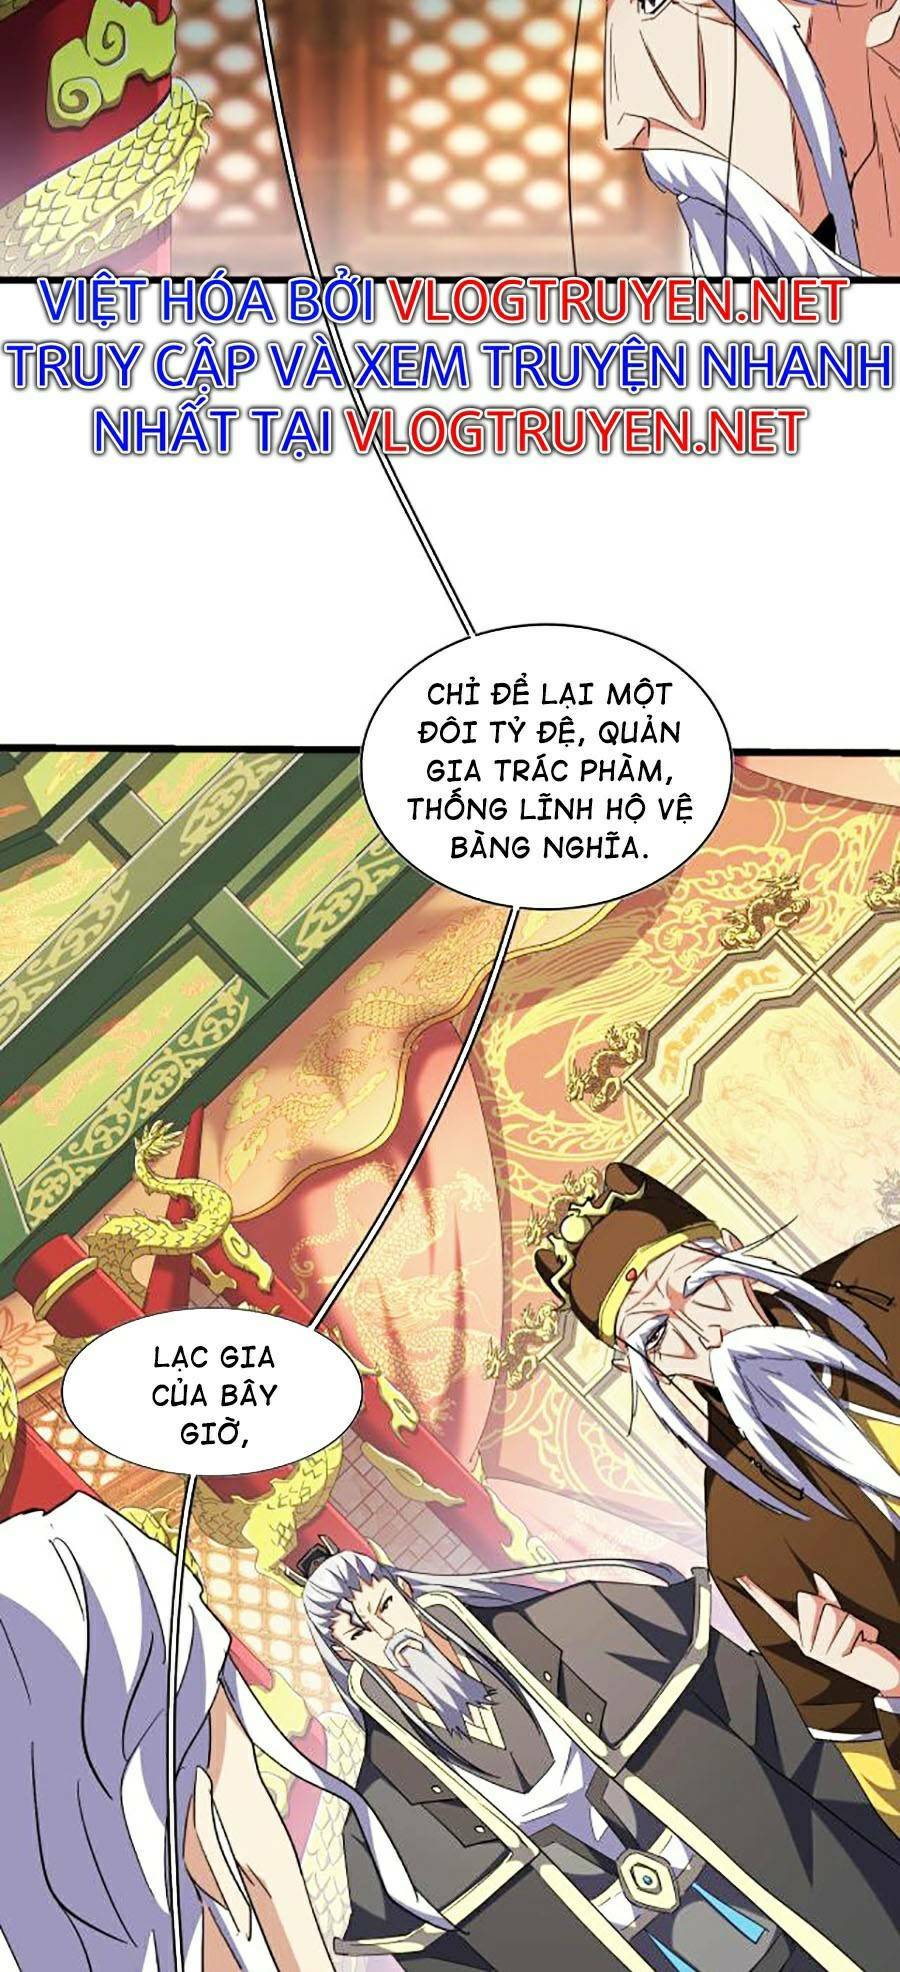 VIỆT HÓA BỞI VLOGTRUYEN.NET
TRUY CẬP VÀ XEM TRUYỆN NHANH
NHẤT TẠI VLOGTRUYEN.NET
CHỈ ĐỂ LẠI MỘT
ĐÔI TỶ ĐỆ, QUẢN
GIA TRÁC PHÀM,
THỐNG LĨNH HỘ VỆ
BÀNG NGHĨA.
LẠC GIA
CỦA BÂY
GIỜ,